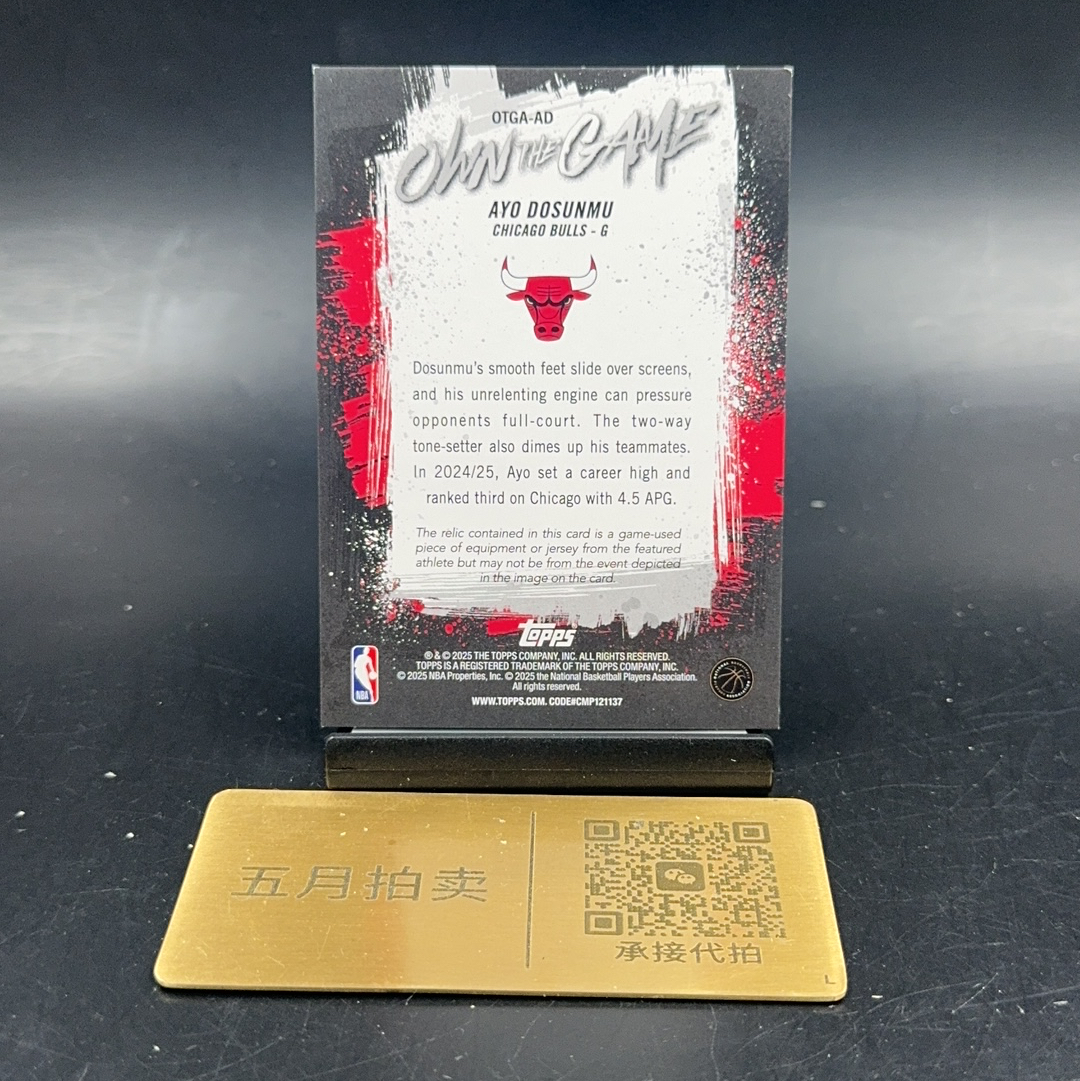 OTGA-AD
OWN THE GAME
AYO DOSUNMU
CHICAGO BULLS - G
Dosunmu's smooth feet slide over screens,
and his unrelenting engine can pressure
opponents full-court. The two-way
tone-setter also dimes up his teammates.
In 2024/25, Ayo set a career high and
ranked third on Chicago with 4.5 APG.
The relic contained in this card is a game-used
piece of equipment or jersey from the featured
athlete but may not be from the event depicted
in the image on the card.
topps
® & © 2025 THE TOPPS COMPANY, INC. ALL RIGHTS RESERVED.
TOPPS IS A REGISTERED TRADEMARK OF THE TOPPS COMPANY, INC.
© 2025 NBA Properties, Inc. © 2025 the National Basketball Players Association.
All rights reserved.
WWW.TOPPS.COM. CODE#CMP121137
NBA
五月拍卖
承接代拍
L